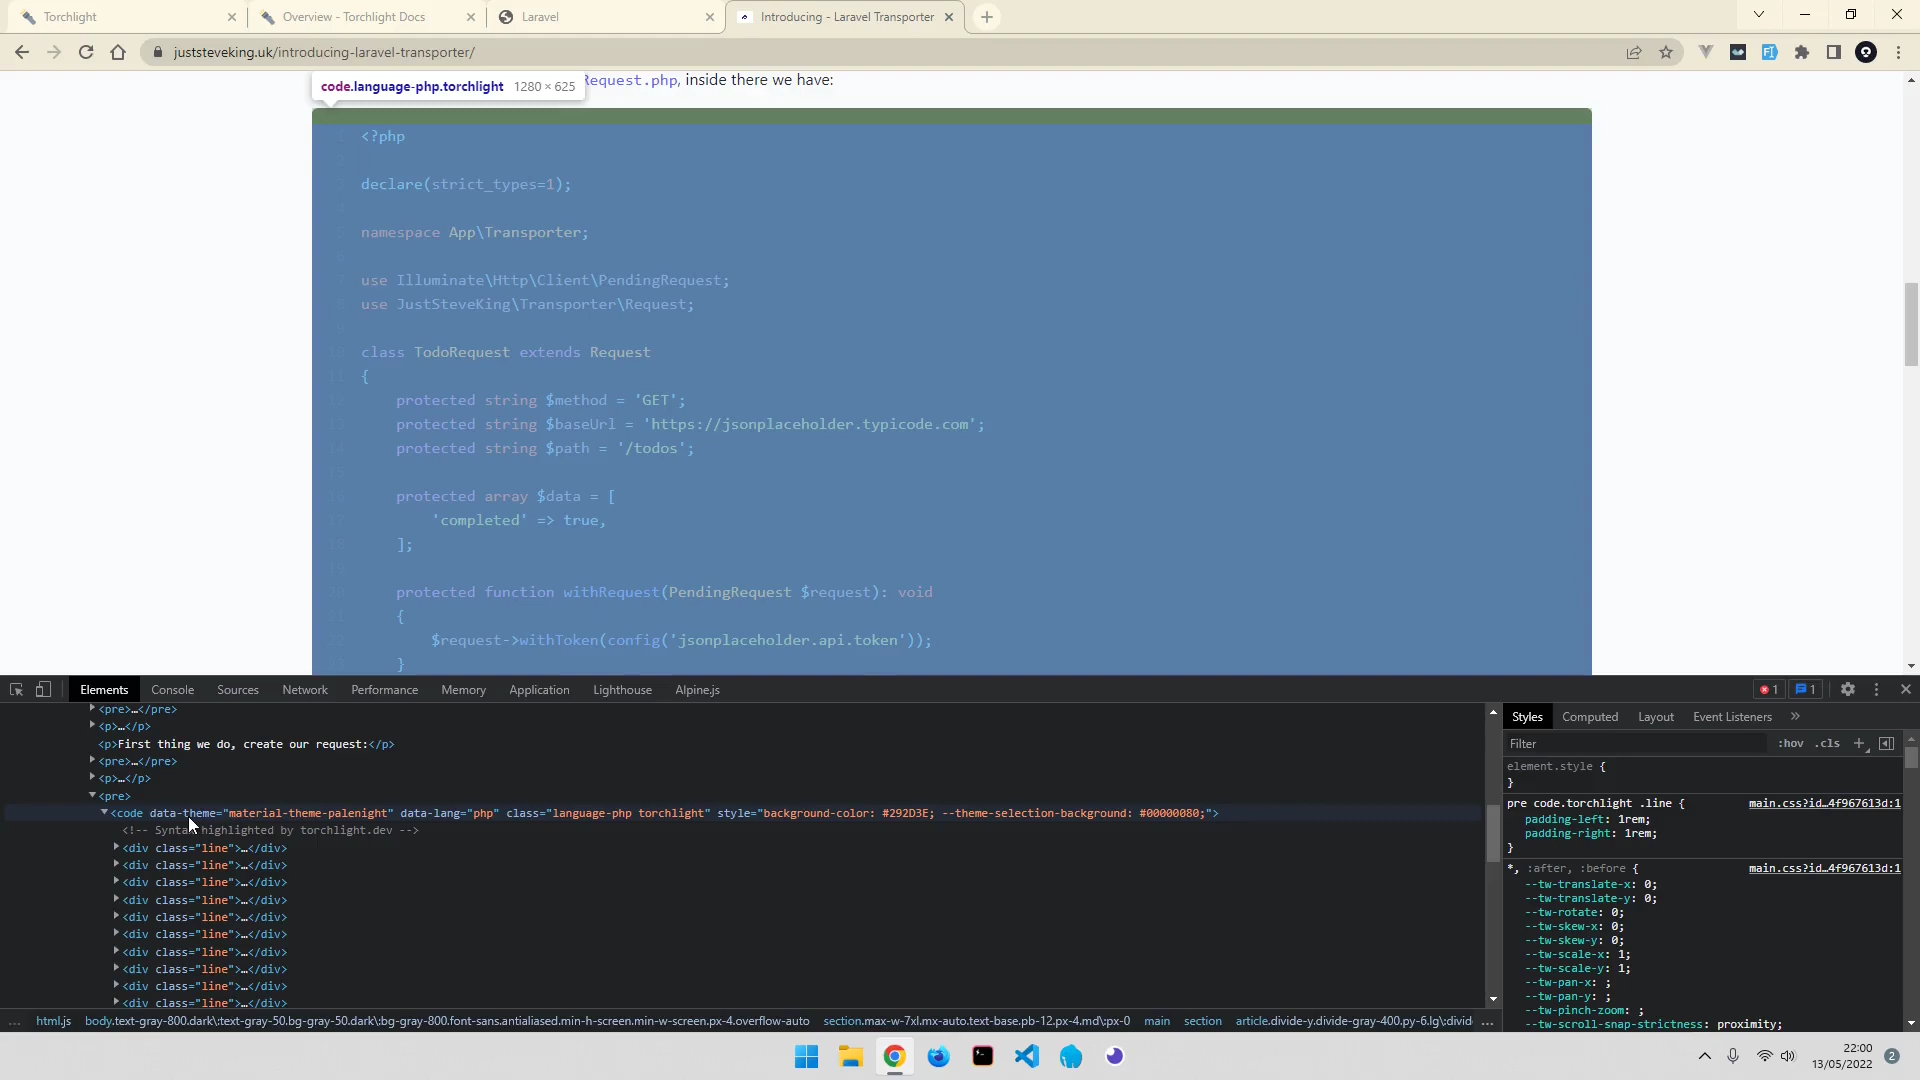 Torchlight
Overview - Torchlight Docs
Laravel
Introducing - Laravel Transporter
juststeveking.uk/introducing-laravel-transporter/
code.language-php.torchlight 1280 × 625
Request.php, inside there we have:
<?php
declare(strict_types=1);
namespace App\Transporter;
use Illuminate\Http\Client\PendingRequest;
use JustSteveKing\Transporter\Request;
class TodoRequest extends Request
{
protected string $method = 'GET';
protected string $baseUrl = 'https://jsonplaceholder.typicode.com';
protected string $path = '/todos';
protected array $data = [
'completed' => true,
];
protected function withRequest(PendingRequest $request): void
{
$request->withToken(config('jsonplaceholder.api.token'));
}
Elements Console Sources Network Performance Memory Application Lighthouse Alpine.js 1 1
<pre>…</pre>
<p>…</p>
<p>First thing we do, create our request:</p>
<pre>…</pre>
<p>…</p>
<pre>
<code data-theme="material-theme-palenight" data-lang="php" class="language-php torchlight" style="background-color: #292D3E; --theme-selection-background: #00000080;">
<!-- Syntax highlighted by torchlight.dev -->
<div class="line">…</div>
<div class="line">…</div>
<div class="line">…</div>
<div class="line">…</div>
<div class="line">…</div>
<div class="line">…</div>
<div class="line">…</div>
<div class="line">…</div>
<div class="line">…</div>
<div class="line">…</div>
… html.js body.text-gray-800.dark\:text-gray-50.bg-gray-50.dark\:bg-gray-800.font-sans.antialiased.min-h-screen.min-w-screen.px-4.overflow-auto section.max-w-7xl.mx-auto.text-base.pb-12.px-4.md\:px-0 main section article.divide-y.divide-gray-400.py-6.lg\:divid …
Styles Computed Layout Event Listeners »
Filter :hov .cls
element.style {
}
pre code.torchlight .line { main.css?id…4f967613d:1
padding-left: 1rem;
padding-right: 1rem;
}
*, :after, :before { main.css?id…4f967613d:1
--tw-translate-x: 0;
--tw-translate-y: 0;
--tw-rotate: 0;
--tw-skew-x: 0;
--tw-skew-y: 0;
--tw-scale-x: 1;
--tw-scale-y: 1;
--tw-pan-x: ;
--tw-pan-y: ;
--tw-pinch-zoom: ;
--tw-scroll-snap-strictness: proximity;
22:00
13/05/2022
2